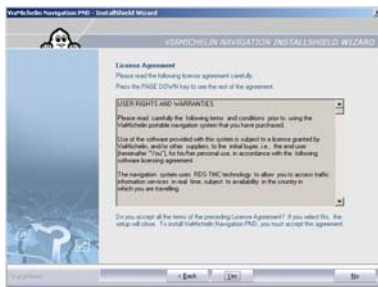 ViaMichelin Navigation PND - InstallShield Wizard
VIAMICHELIN NAVIGATION INSTALLSHIELD WIZARD
License Agreement
Please read the following license agreement carefully.
Press the PAGE DOWN key to see the rest of the agreement.
USER RIGHTS AND WARRANTIES
Please read carefully the following terms and conditions prior to using the
ViaMichelin portable navigation system that you have purchased.
Use of the software provided with this system is subject to a licence granted by
ViaMichelin, and/or other suppliers, to the initial buyer, i.e., the end-user
(hereinafter "You"), for his/her personal use, in accordance with the following
software licensing agreement.
The navigation system uses RDS-TMC technology to allow you to access traffic
information services in real time, subject to availability in the country in
which you are travelling.
Do you accept all the terms of the preceding License Agreement? If you select No, the
setup will close. To install ViaMichelin Navigation PND, you must accept this agreement.
InstallShield
< Back
Yes
No